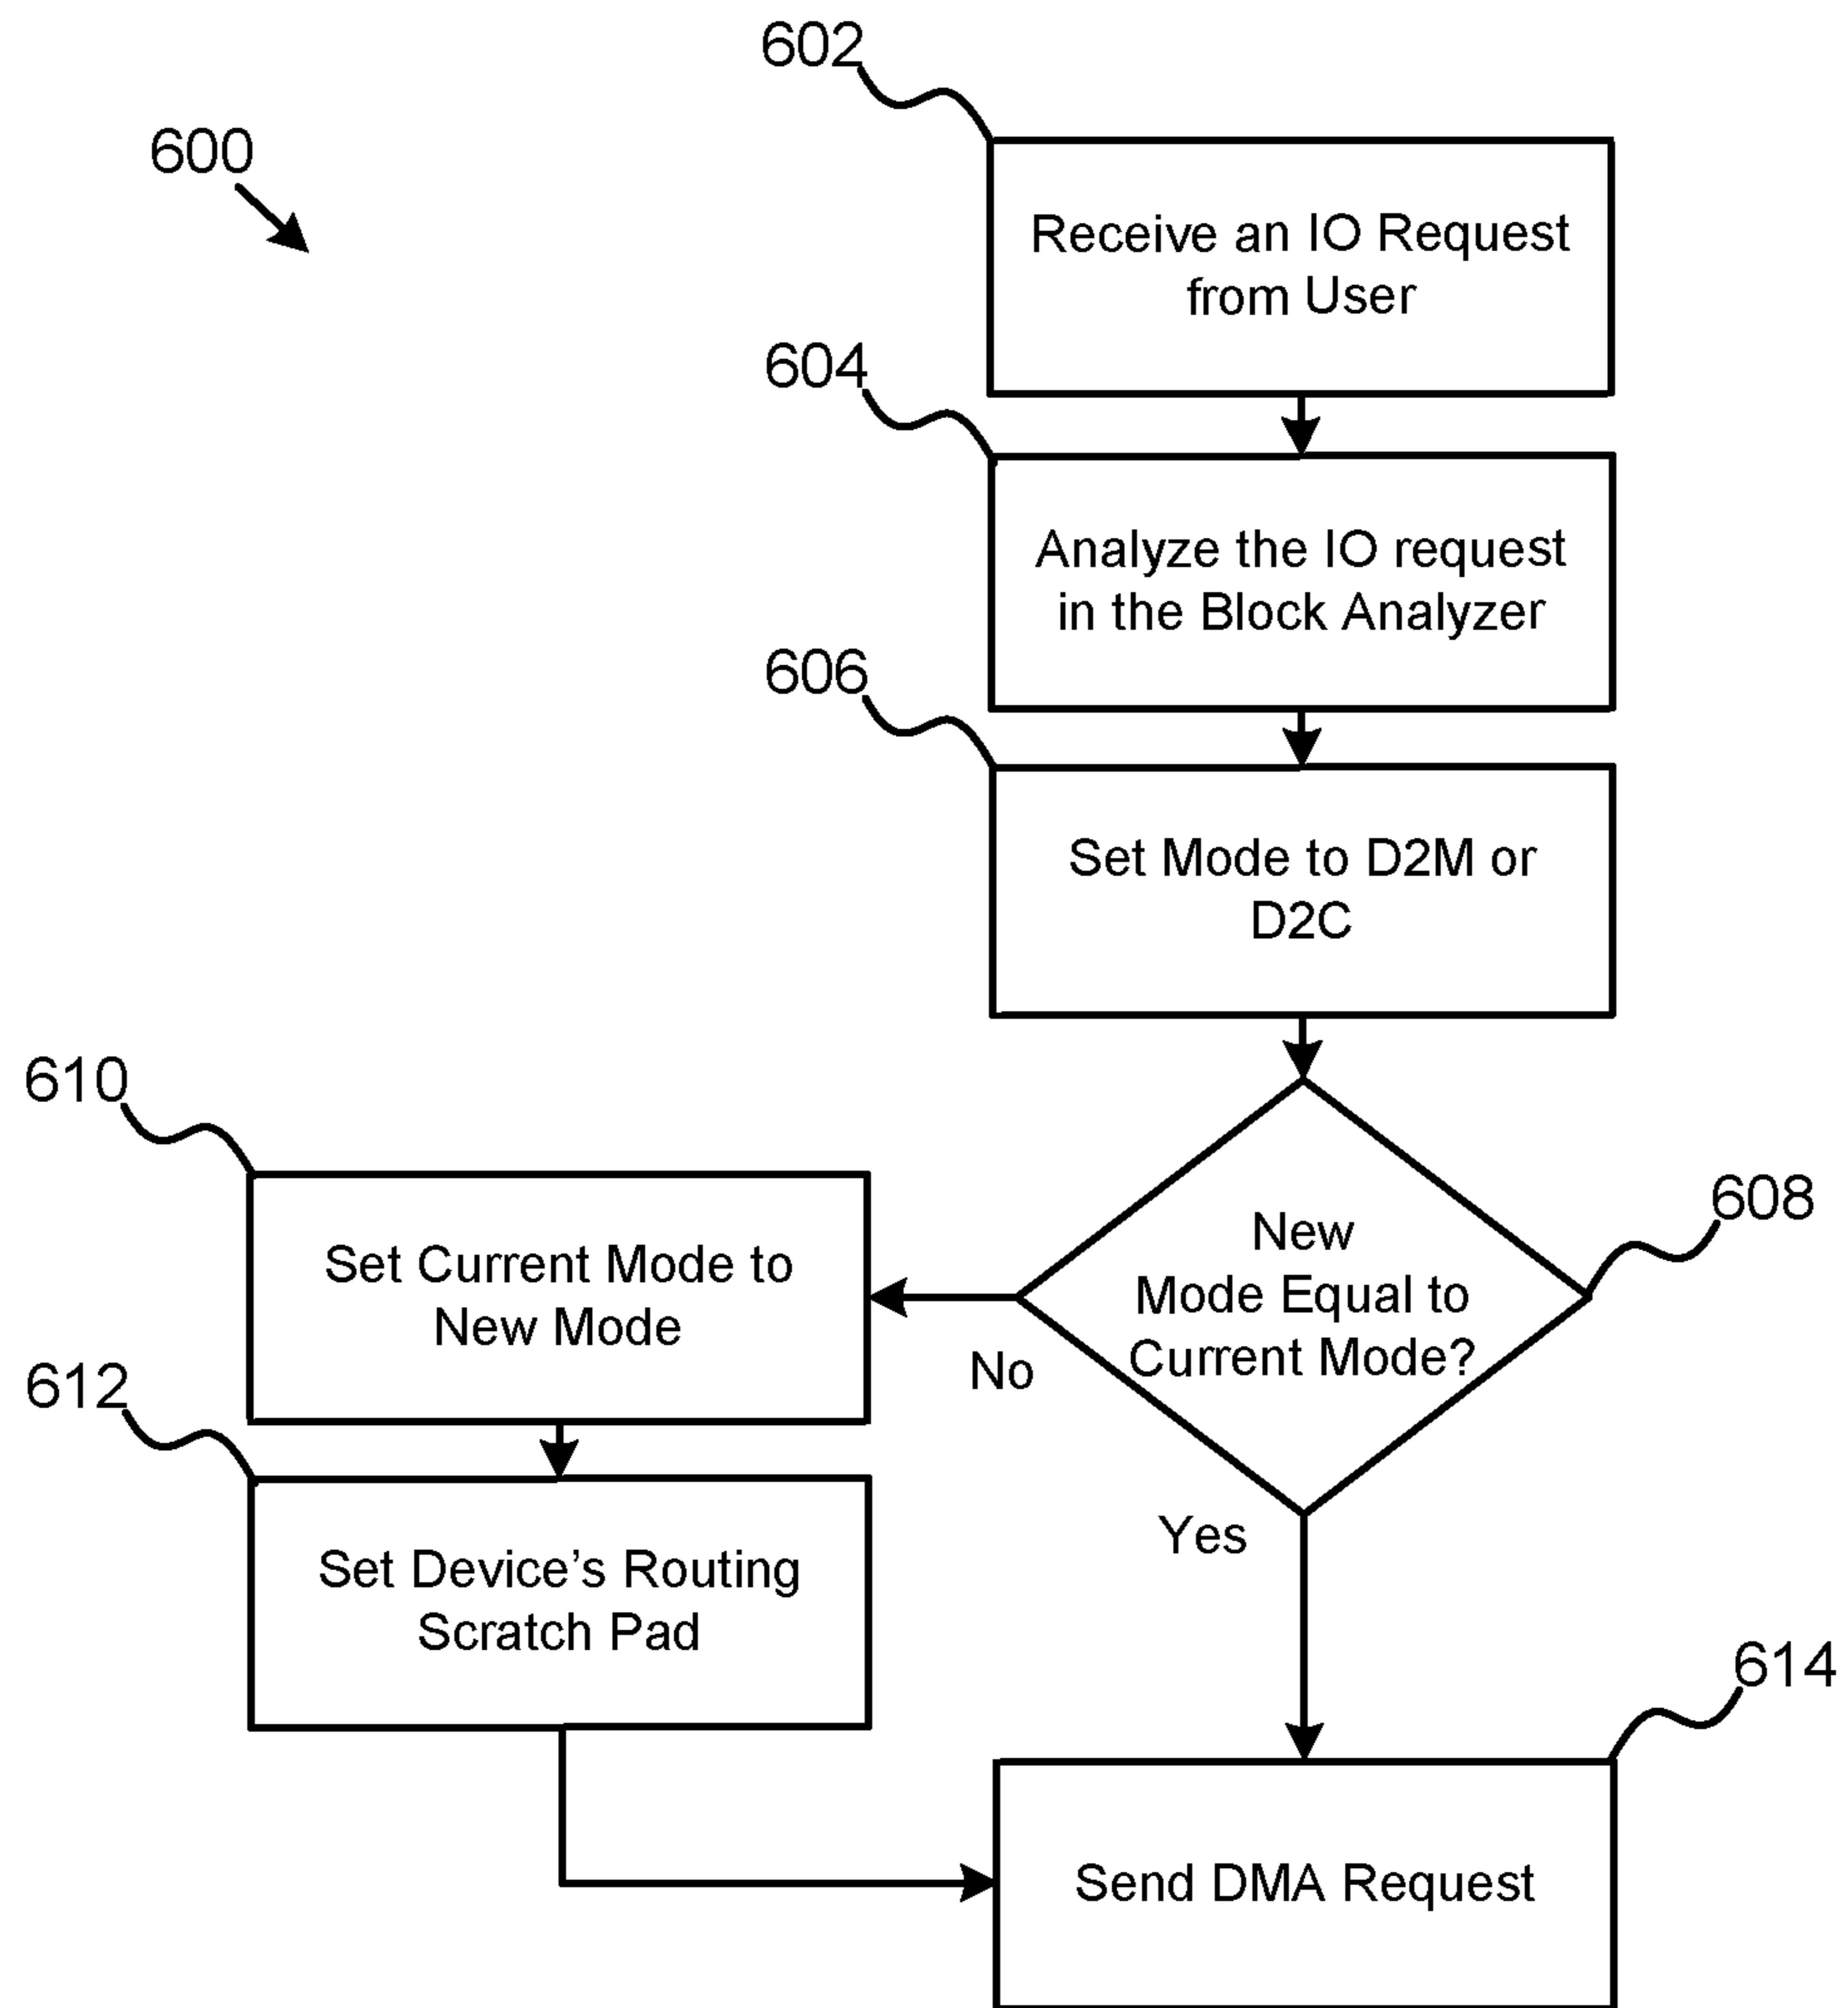 602
600
Receive an IO Request
from User
604
Analyze the IO request
in the Block Analyzer
606
Set Mode to D2M or
D2C
610
608
New
Mode Equal to
Current Mode?
Set Current Mode to
New Mode
No
612
Yes
Set Device’s Routing
Scratch Pad
614
Send DMA Request